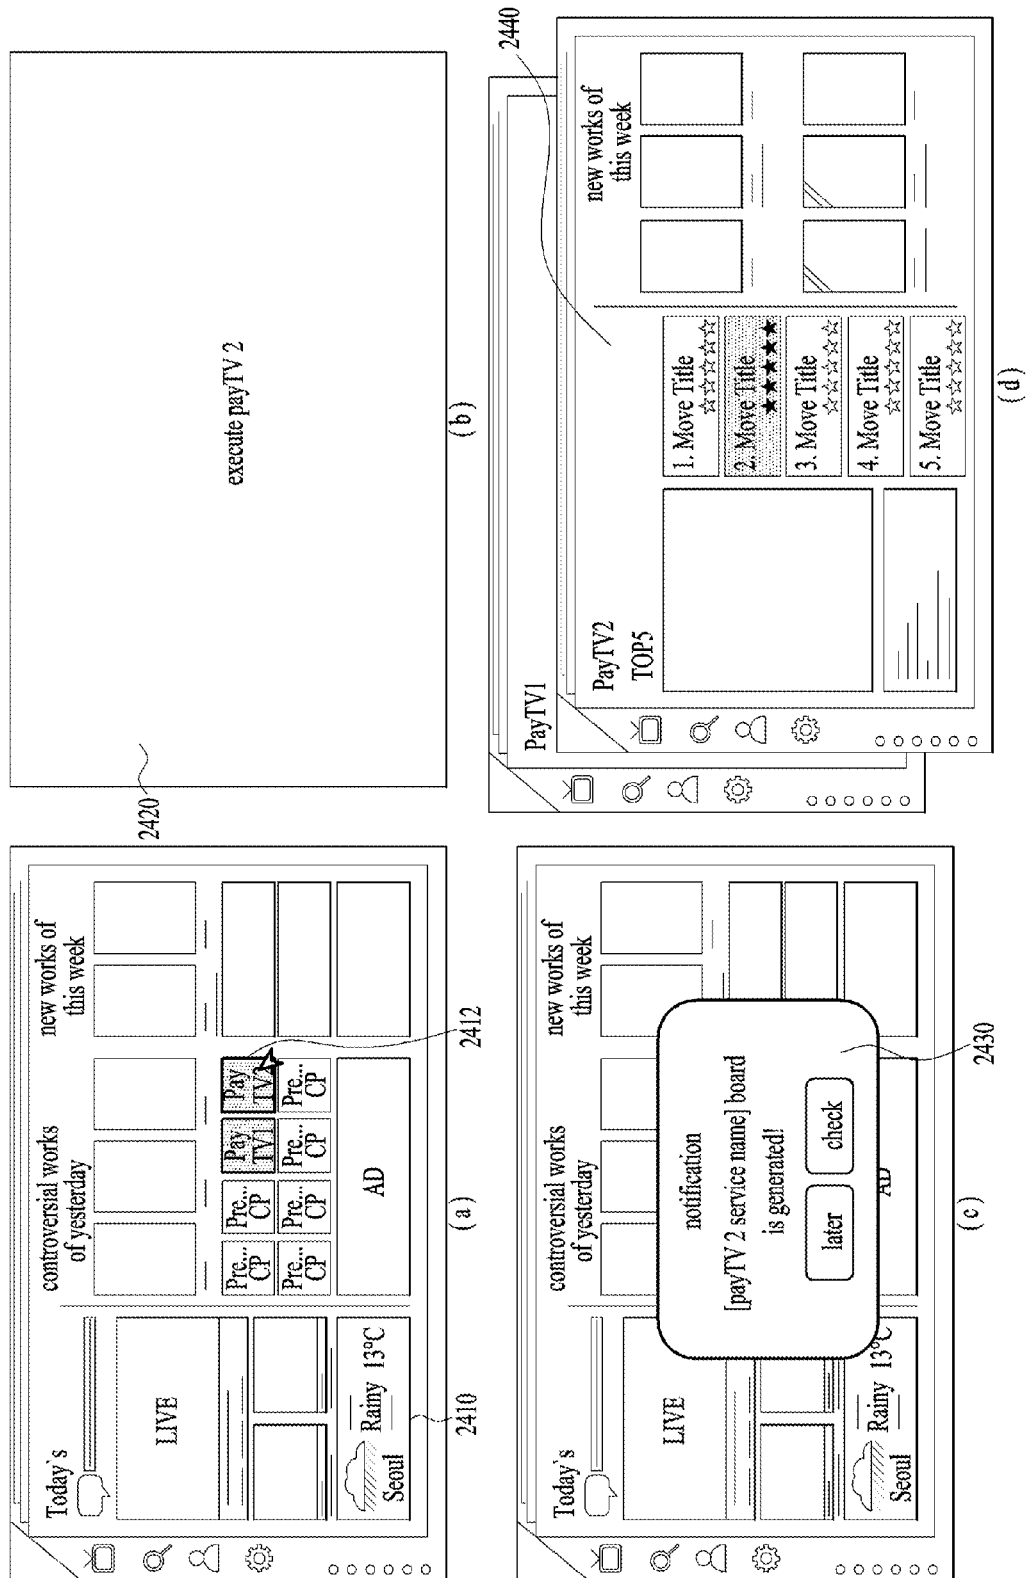 Today`s
controversial works
of yesterday
new works of
this week
LIVE
Pre...
CP
Pre...
CP
Pay
TV1
Pay
TV2
Pre...
CP
Pre...
CP
Pre...
CP
Pre...
CP
Rainy 13°C
Seoul
AD
2410
2412
(a)
execute payTV 2
2420
(b)
Today`s
controversial works
of yesterday
new works of
this week
LIVE
notification
[payTV 2 service name] board
is generated!
later
check
Rainy 13°C
Seoul
AD
2430
(c)
PayTV1
2440
PayTV2
TOP5
new works of
this week
1. Move Title
☆☆☆☆☆
2. Move Title
★★★★★
3. Move Title
☆☆☆☆☆
4. Move Title
☆☆☆☆☆
5. Move Title
☆☆☆☆☆
(d)